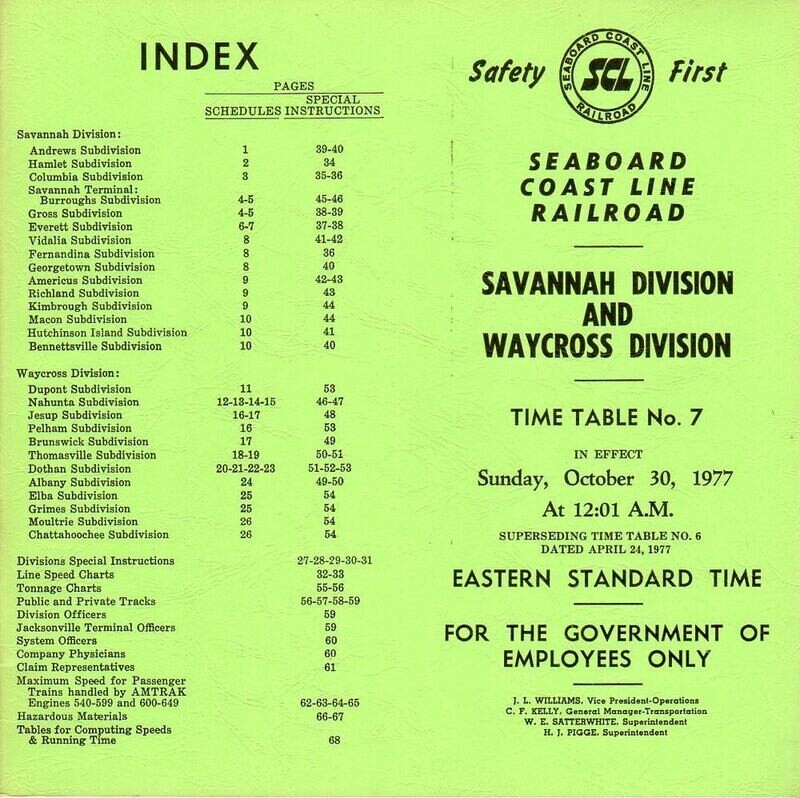 INDEX
PAGES
SPECIAL
SCHEDULES INSTRUCTIONS
Savannah Division:
Andrews Subdivision 1 39-40
Hamlet Subdivision 2 34
Columbia Subdivision 3 35-36
Savannah Terminal:
Burroughs Subdivision 4-5 45-46
Gross Subdivision 4-5 38-39
Everett Subdivision 6-7 37-38
Vidalia Subdivision 8 41-42
Fernandina Subdivision 8 36
Georgetown Subdivision 8 40
Americus Subdivision 9 42-43
Richland Subdivision 9 43
Kimbrough Subdivision 9 44
Macon Subdivision 10 44
Hutchinson Island Subdivision 10 41
Bennettsville Subdivision 10 40
Waycross Division:
Dupont Subdivision 11 53
Nahunta Subdivision 12-13-14-15 46-47
Jesup Subdivision 16-17 48
Pelham Subdivision 16 53
Brunswick Subdivision 17 49
Thomasville Subdivision 18-19 50-51
Dothan Subdivision 20-21-22-23 51-52-53
Albany Subdivision 24 49-50
Elba Subdivision 25 54
Grimes Subdivision 25 54
Moultrie Subdivision 26 54
Chattahoochee Subdivision 26 54
Divisions Special Instructions 27-28-29-30-31
Line Speed Charts 32-33
Tonnage Charts 55-56
Public and Private Tracks 56-57-58-59
Division Officers 59
Jacksonville Terminal Officers 59
System Officers 60
Company Physicians 60
Claim Representatives 61
Maximum Speed for Passenger
Trains handled by AMTRAK
Engines 540-599 and 600-649 62-63-64-65
Hazardous Materials 66-67
Tables for Computing Speeds
& Running Time 68
Safety First
SEABOARD COAST LINE
SCL
RAILROAD
SEABOARD
COAST LINE
RAILROAD
SAVANNAH DIVISION
AND
WAYCROSS DIVISION
TIME TABLE No. 7
IN EFFECT
Sunday, October 30, 1977
At 12:01 A.M.
SUPERSEDING TIME TABLE NO. 6
DATED APRIL 24, 1977
EASTERN STANDARD TIME
FOR THE GOVERNMENT OF
EMPLOYEES ONLY
J. L. WILLIAMS, Vice President-Operations
C. F. KELLY, General Manager-Transportation
W. E. SATTERWHITE, Superintendent
H. J. PIGGE, Superintendent